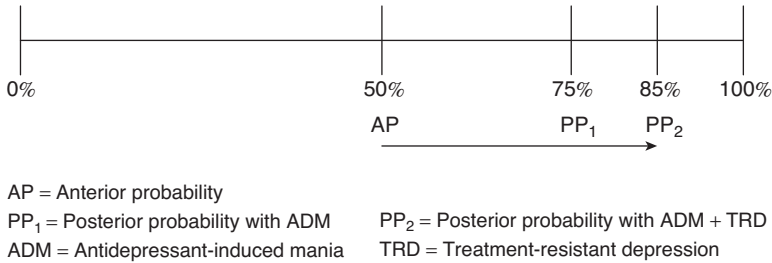 0% 50% 75% 85% 100%
AP PP1 PP2
AP = Anterior probability
PP1 = Posterior probability with ADM PP2 = Posterior probability with ADM + TRD
ADM = Antidepressant-induced mania TRD = Treatment-resistant depression